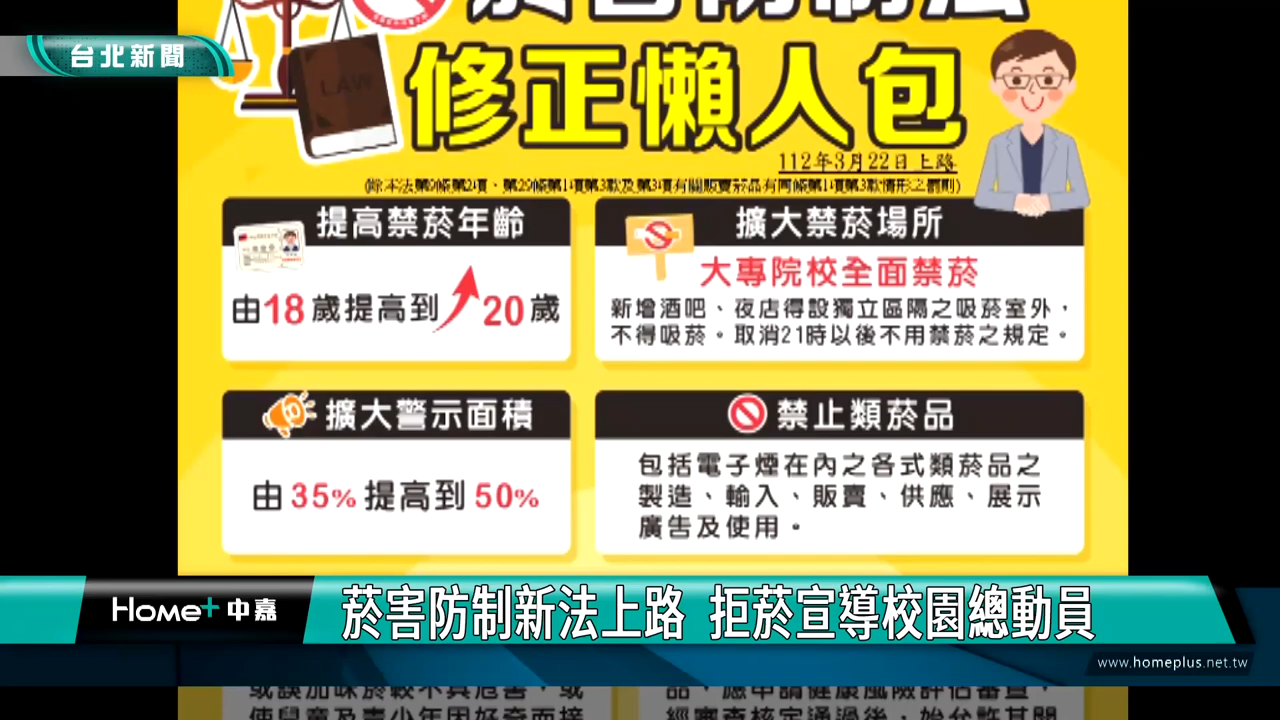 台北新聞
菸害防制法
修正懶人包
LAW
112年3月22日上路
提高禁菸年齡
由18歲提高到20歲
擴大禁菸場所
大專院校全面禁菸
新增酒吧、夜店得設獨立區隔之吸菸室外，
不得吸菸。取消21時以後不用禁菸之規定。
擴大警示面積
由35%提高到50%
禁止類菸品
包括電子煙在內之各式類菸品之
製造、輸入、販賣、供應、展示
廣告及使用。
Home+中嘉
菸害防制新法上路 拒菸宣導校園總動員
www.homeplus.net.tw